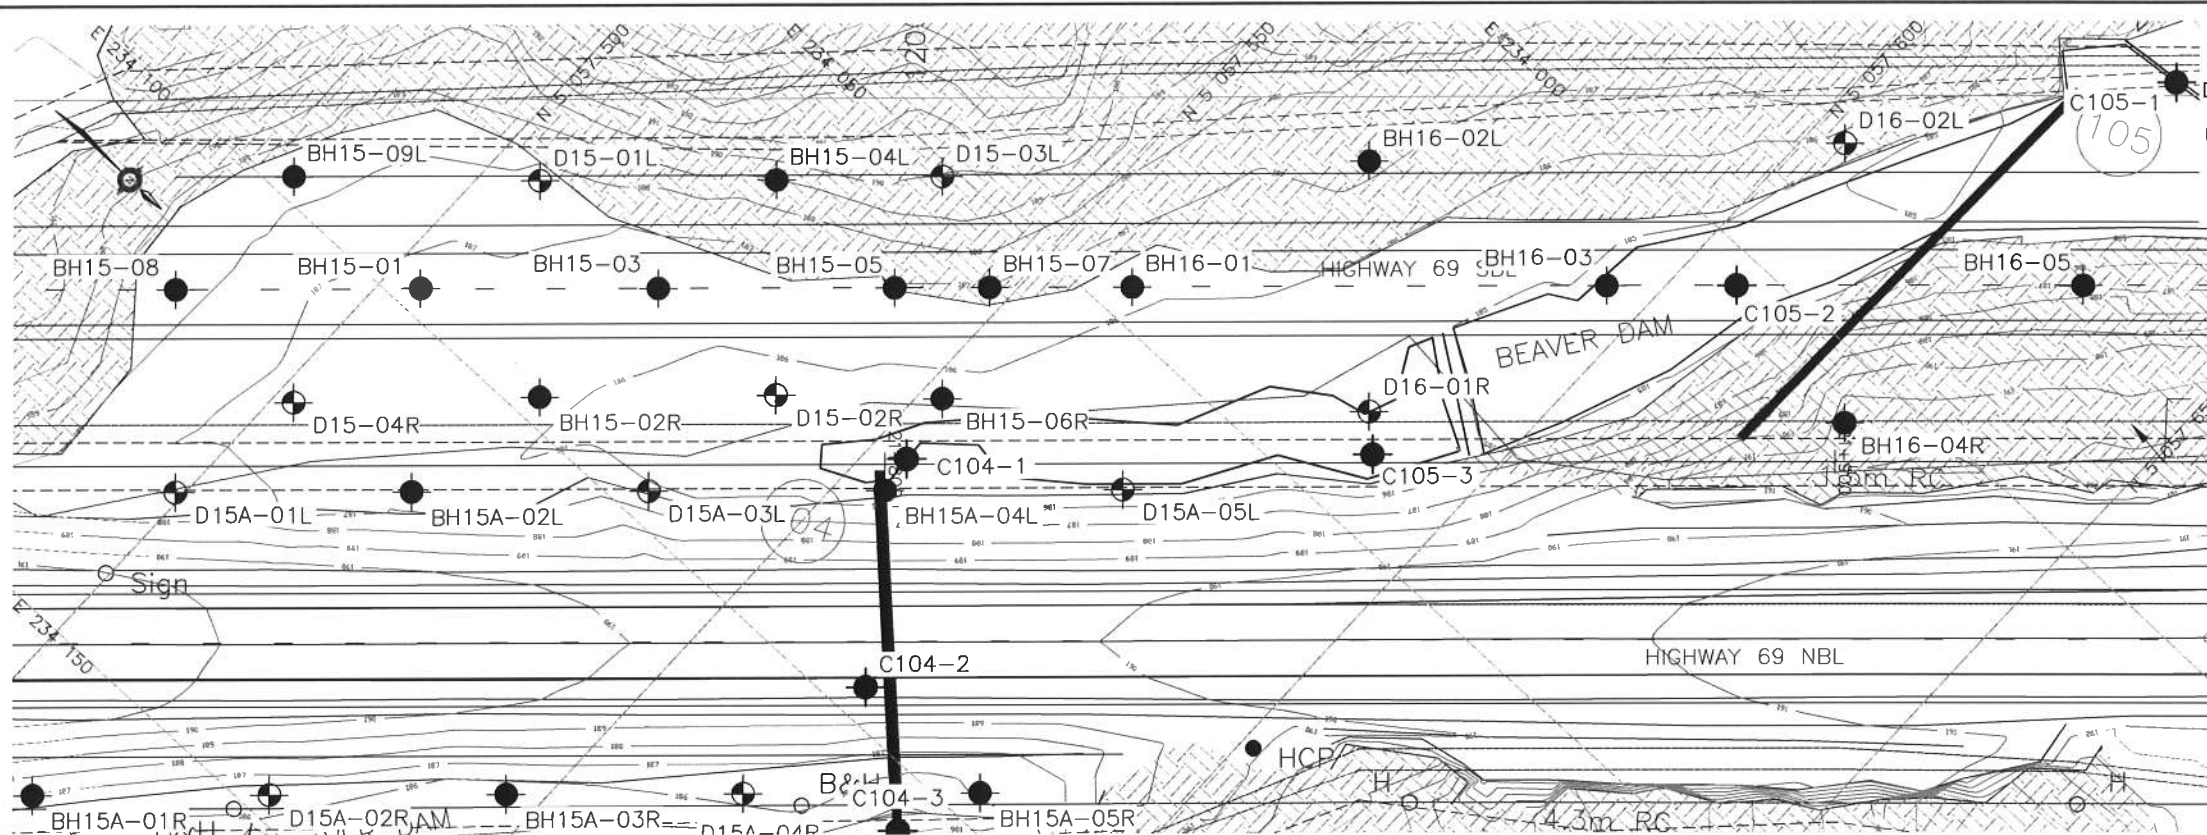 E 234 100
N 5 057 500
E 234 050
120
N 5 057 550
E 234 000
N 5 057 600
C105-1
105
D16-02L
BH16-02L
D15-03L
BH15-04L
D15-01L
BH15-09L
BH15-08
BH15-01
BH15-03
BH15-05
BH15-07
BH16-01
HIGHWAY 69 SBL
BH16-03
BH16-05
C105-2
BEAVER DAM
D16-01R
D15-04R
BH15-02R
D15-02R
BH15-06R
BH16-04R
C104-1
C105-3
D15A-01L
BH15A-02L
D15A-03L
BH15A-04L
D15A-05L
Sign
E 234 150
C104-2
HIGHWAY 69 NBL
HCP
H
H
B&H
C104-3
BH15A-01R
D15A-02R
BH15A-03R
D15A-04R
BH15A-05R
4.3m RC